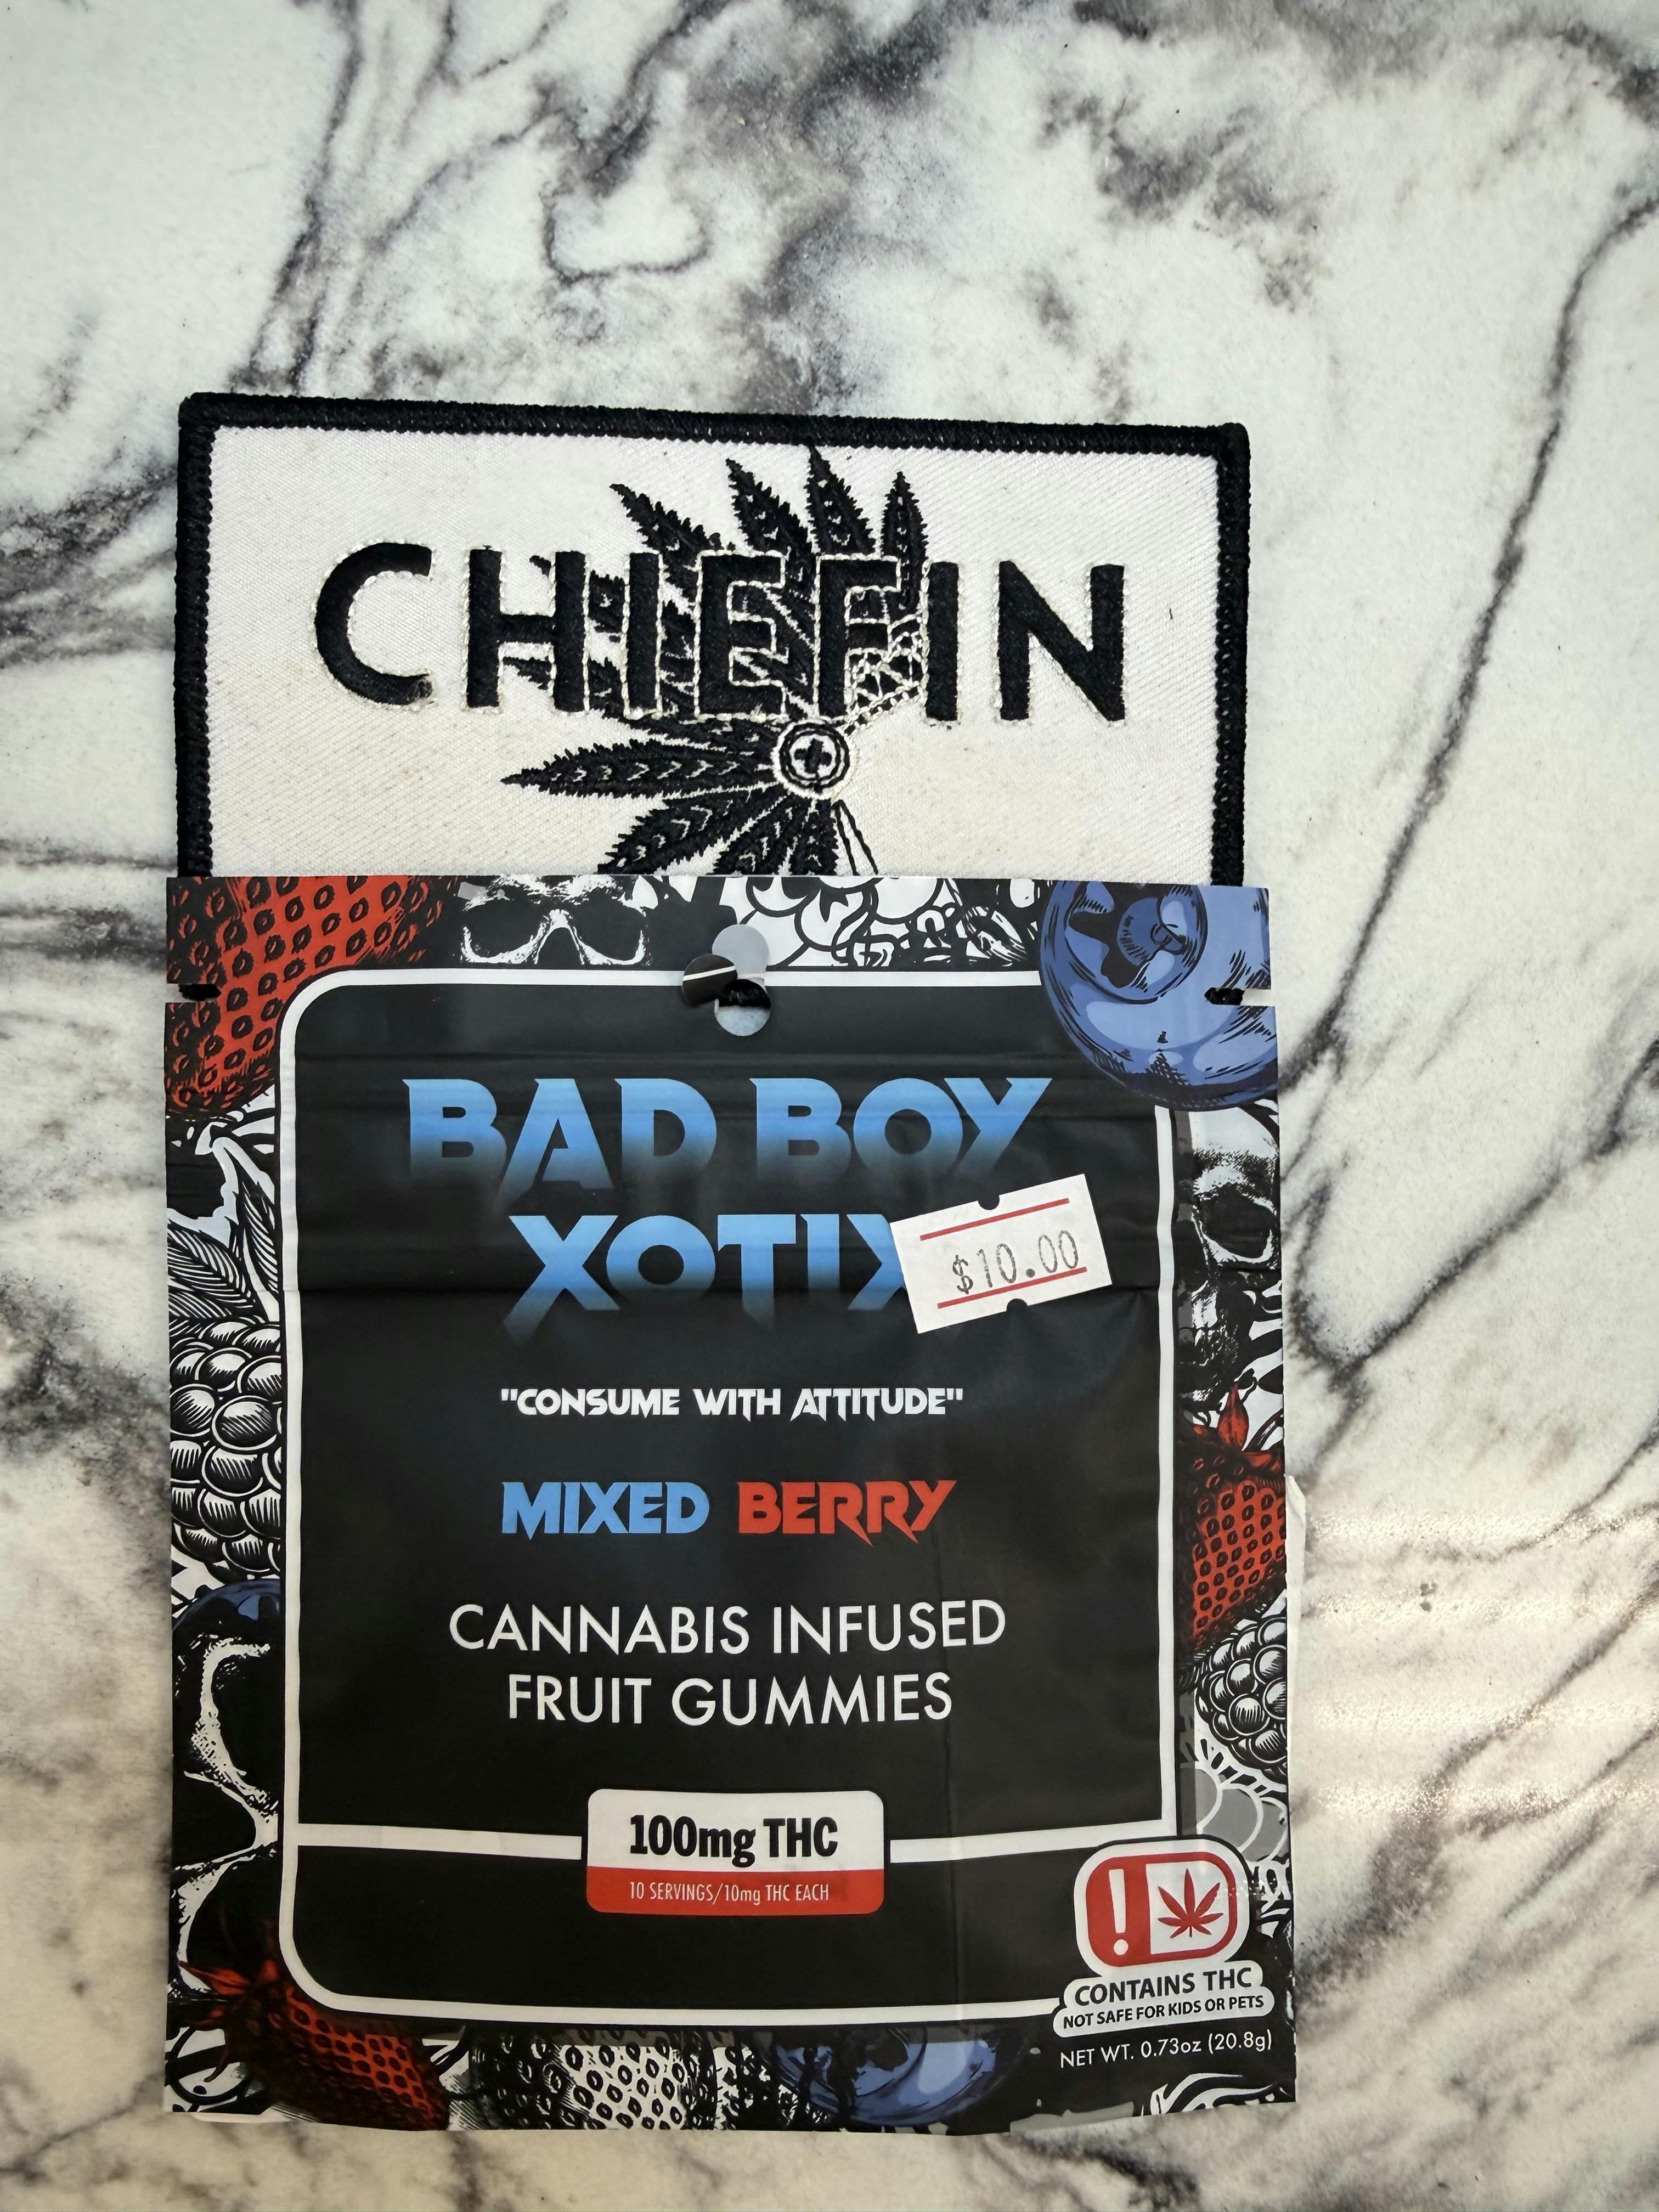 CHIEFIN
BAD BOY
XOTIX
$10.00
"CONSUME WITH ATTITUDE"
MIXED BERRY
CANNABIS INFUSED
FRUIT GUMMIES
100mg THC
10 SERVINGS/10mg THC EACH
!
CONTAINS THC
NOT SAFE FOR KIDS OR PETS
NET WT. 0.73oz (20.8g)